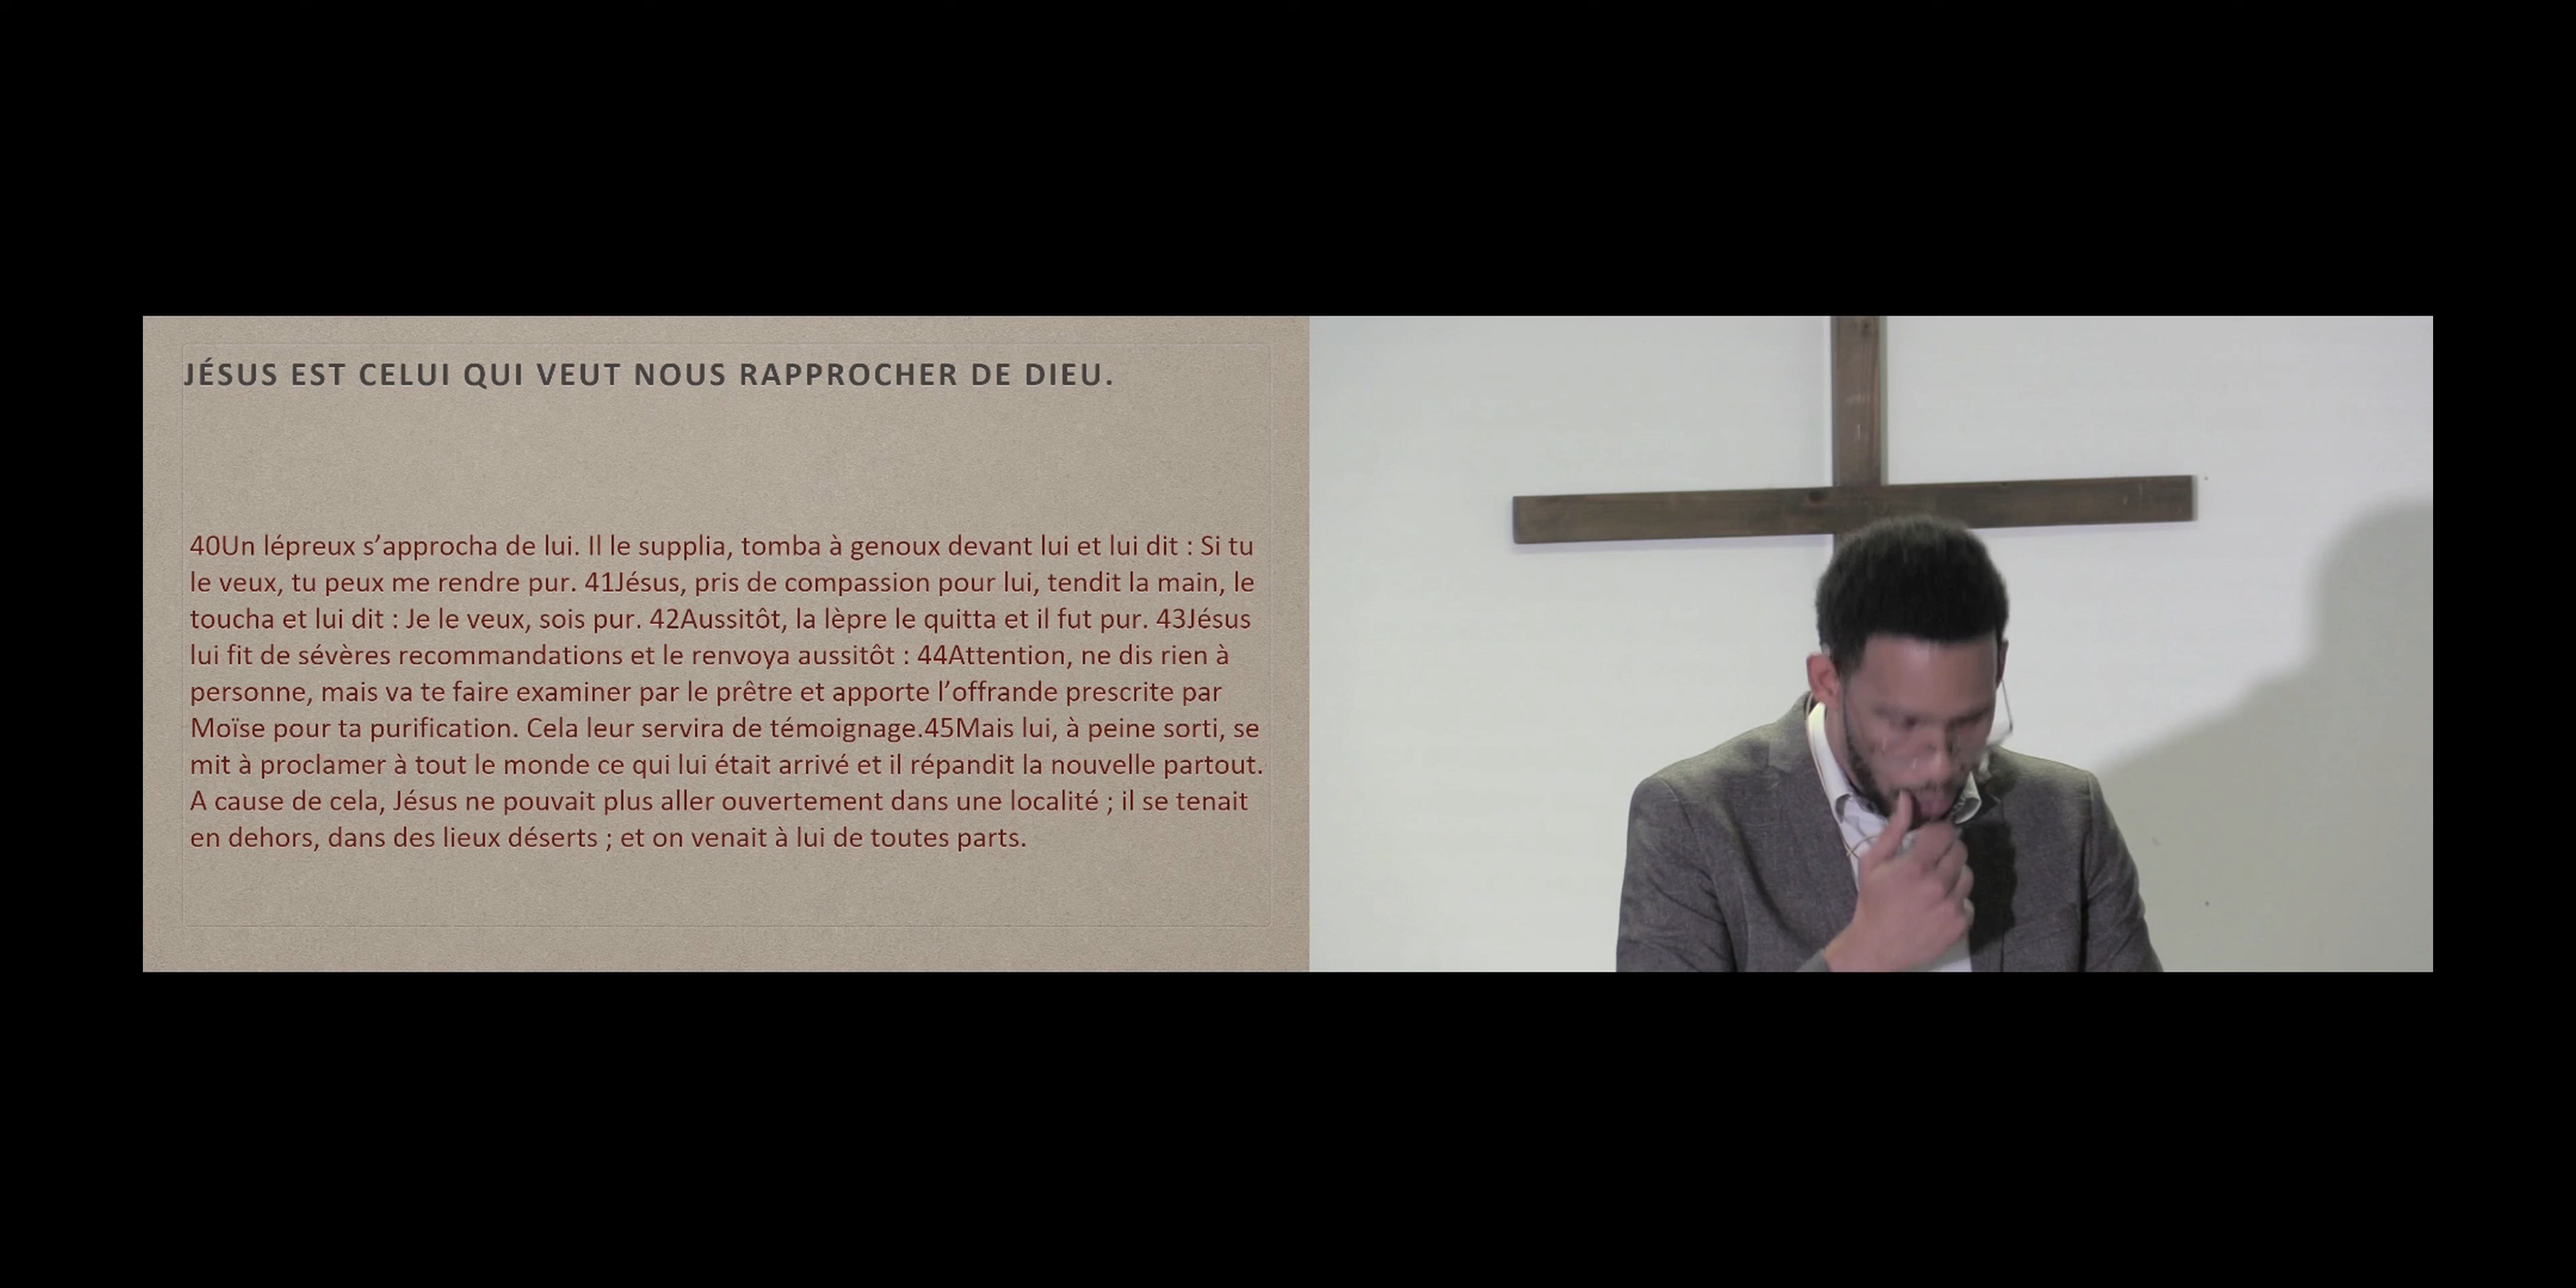 JÉSUS EST CELUI QUI VEUT NOUS RAPPROCHER DE DIEU.
40Un lépreux s’approcha de lui. Il le supplia, tomba à genoux devant lui et lui dit : Si tu
le veux, tu peux me rendre pur. 41Jésus, pris de compassion pour lui, tendit la main, le
toucha et lui dit : Je le veux, sois pur. 42Aussitôt, la lèpre le quitta et il fut pur. 43Jésus
lui fit de sévères recommandations et le renvoya aussitôt : 44Attention, ne dis rien à
personne, mais va te faire examiner par le prêtre et apporte l’offrande prescrite par
Moïse pour ta purification. Cela leur servira de témoignage.45Mais lui, à peine sorti, se
mit à proclamer à tout le monde ce qui lui était arrivé et il répandit la nouvelle partout.
A cause de cela, Jésus ne pouvait plus aller ouvertement dans une localité ; il se tenait
en dehors, dans des lieux déserts ; et on venait à lui de toutes parts.